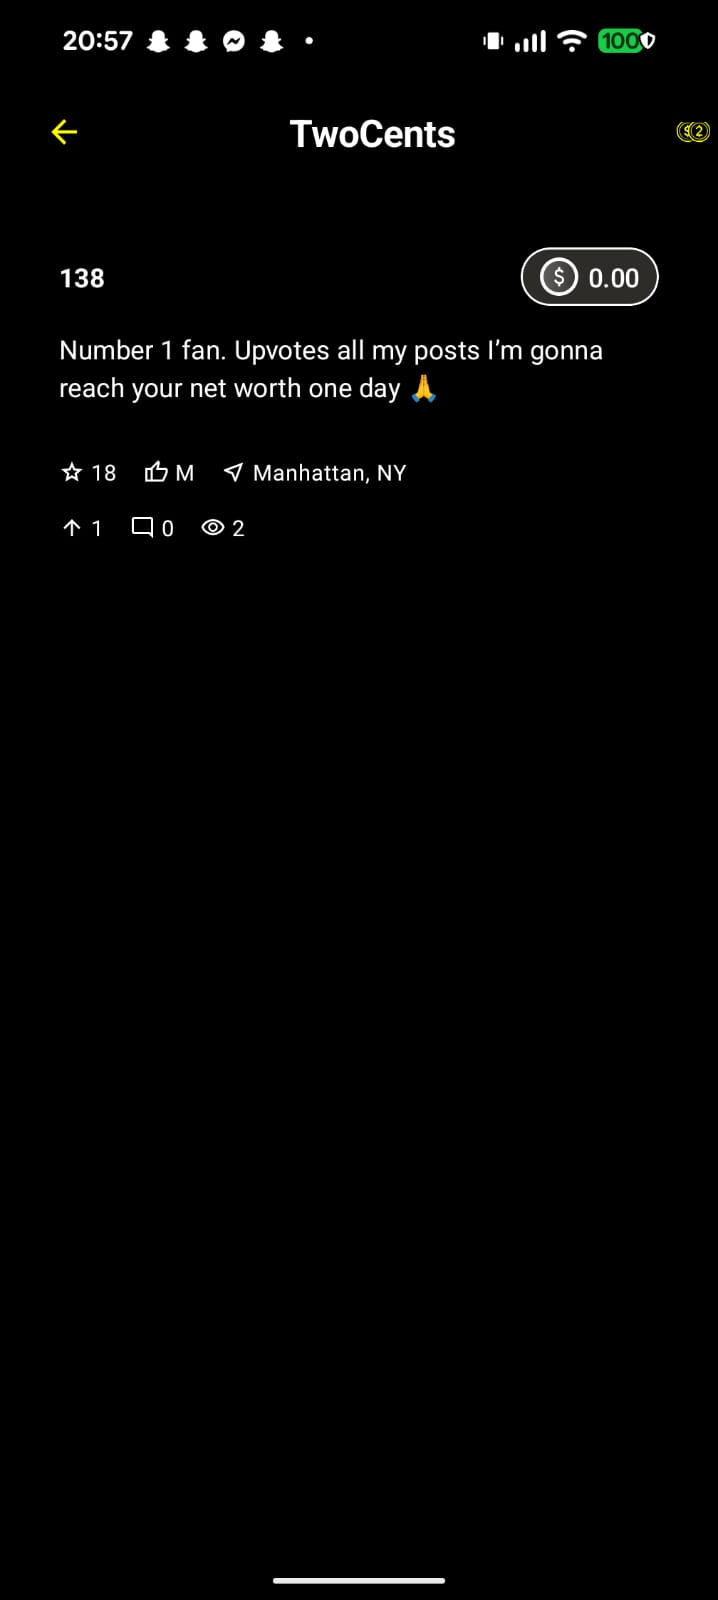 20:57
100
TwoCents
$2
138
$ 0.00
Number 1 fan. Upvotes all my posts I’m gonna
reach your net worth one day 🙏
18 M Manhattan, NY
1 0 2